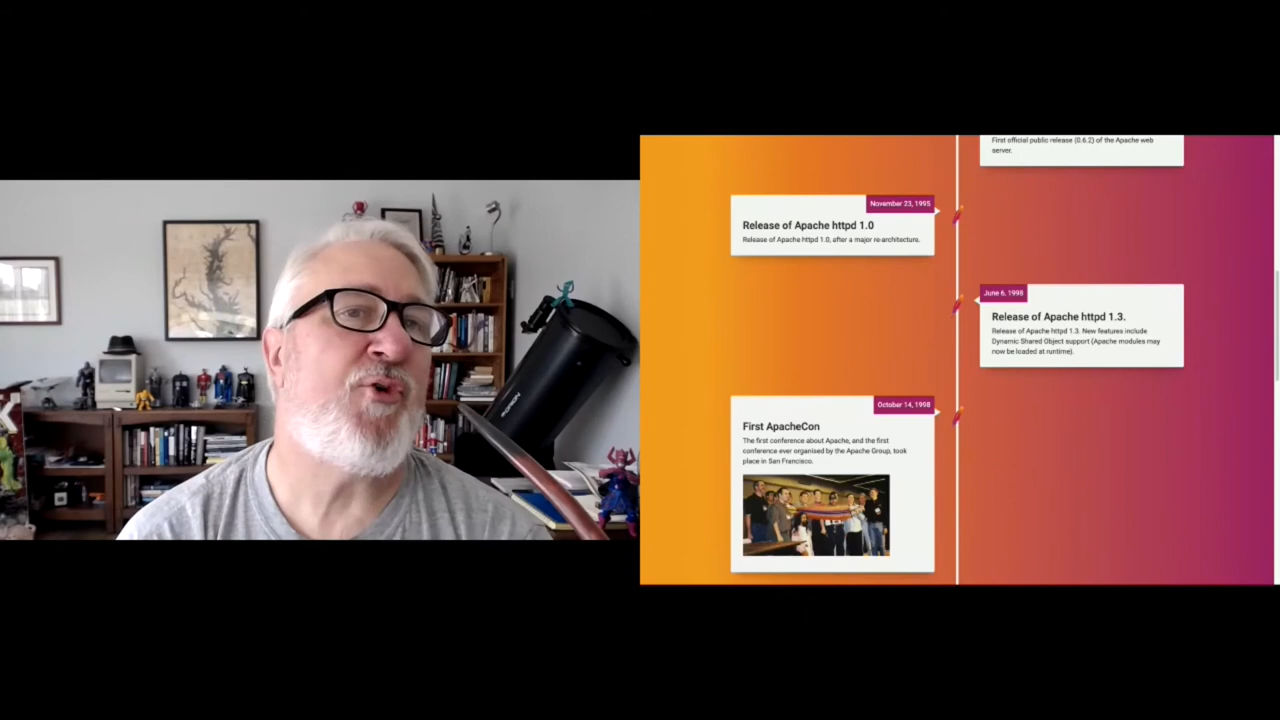 First official public release (0.6.2) of the Apache web
server.
November 23, 1995
Release of Apache httpd 1.0
Release of Apache httpd 1.0, after a major re-architecture.
June 6, 1998
Release of Apache httpd 1.3.
Release of Apache httpd 1.3. New features include
Dynamic Shared Object support (Apache modules may
now be loaded at runtime).
October 14, 1998
First ApacheCon
The first conference about Apache, and the first
conference ever organised by the Apache Group, took
place in San Francisco.